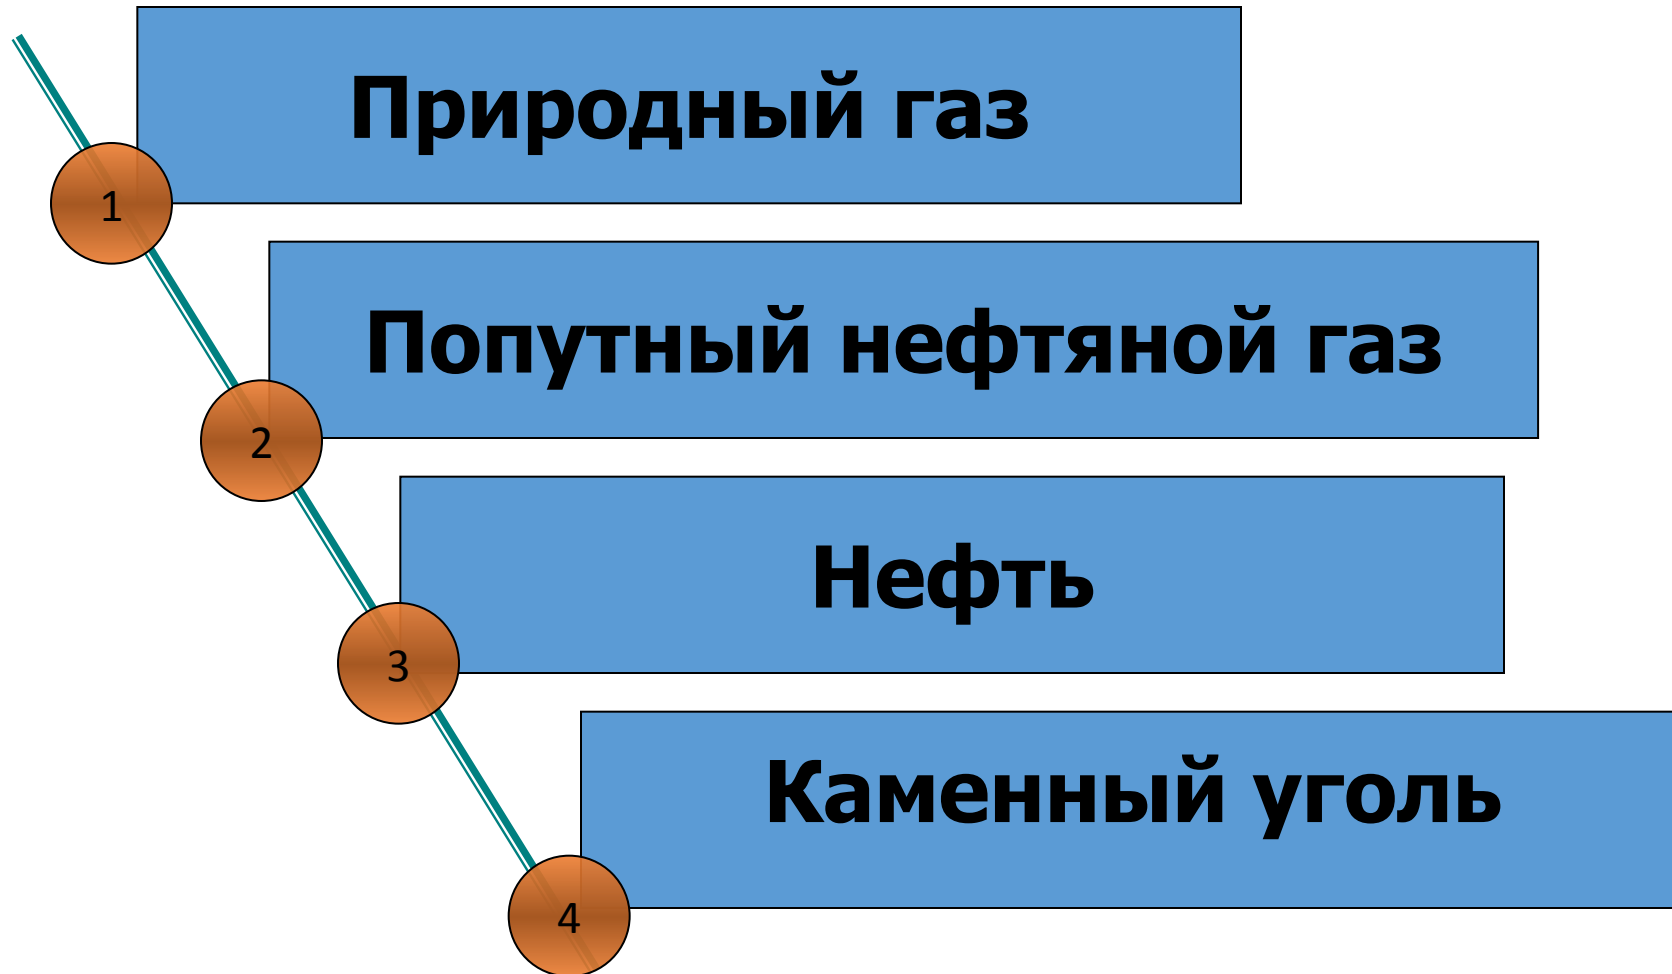 Природный газ
1
Попутный нефтяной газ
2
Нефть
3
Каменный уголь
4